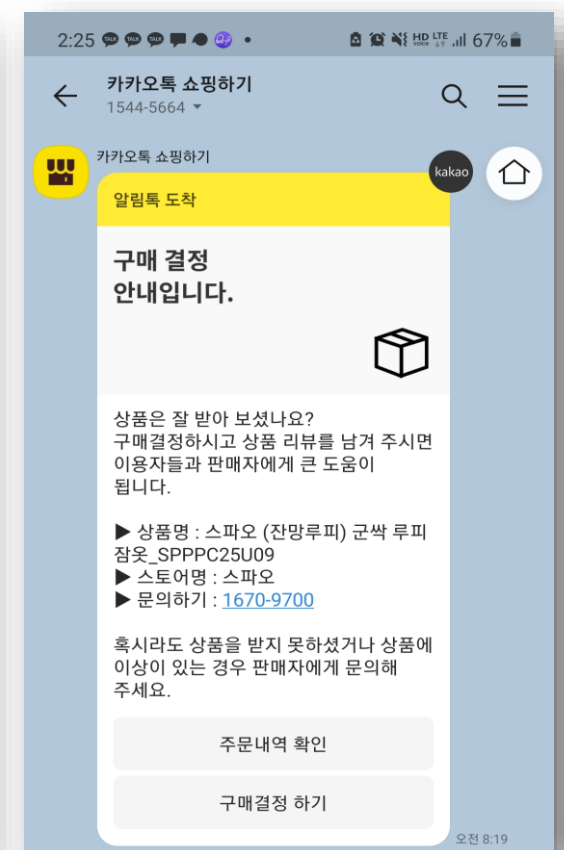 2:25 TALK TALK TALK HD LTE VOICE 67%
카카오톡 쇼핑하기
1544-5664
카카오톡 쇼핑하기
kakao
알림톡 도착
구매 결정
안내입니다.
상품은 잘 받아 보셨나요?
구매결정하시고 상품 리뷰를 남겨 주시면
이용자들과 판매자에게 큰 도움이
됩니다.
▶ 상품명 : 스파오 (잔망루피) 군싹 루피
잠옷_SPPPC25U09
▶ 스토어명 : 스파오
▶ 문의하기 : 1670-9700
혹시라도 상품을 받지 못하셨거나 상품에
이상이 있는 경우 판매자에게 문의해
주세요.
주문내역 확인
구매결정 하기
오전 8:19